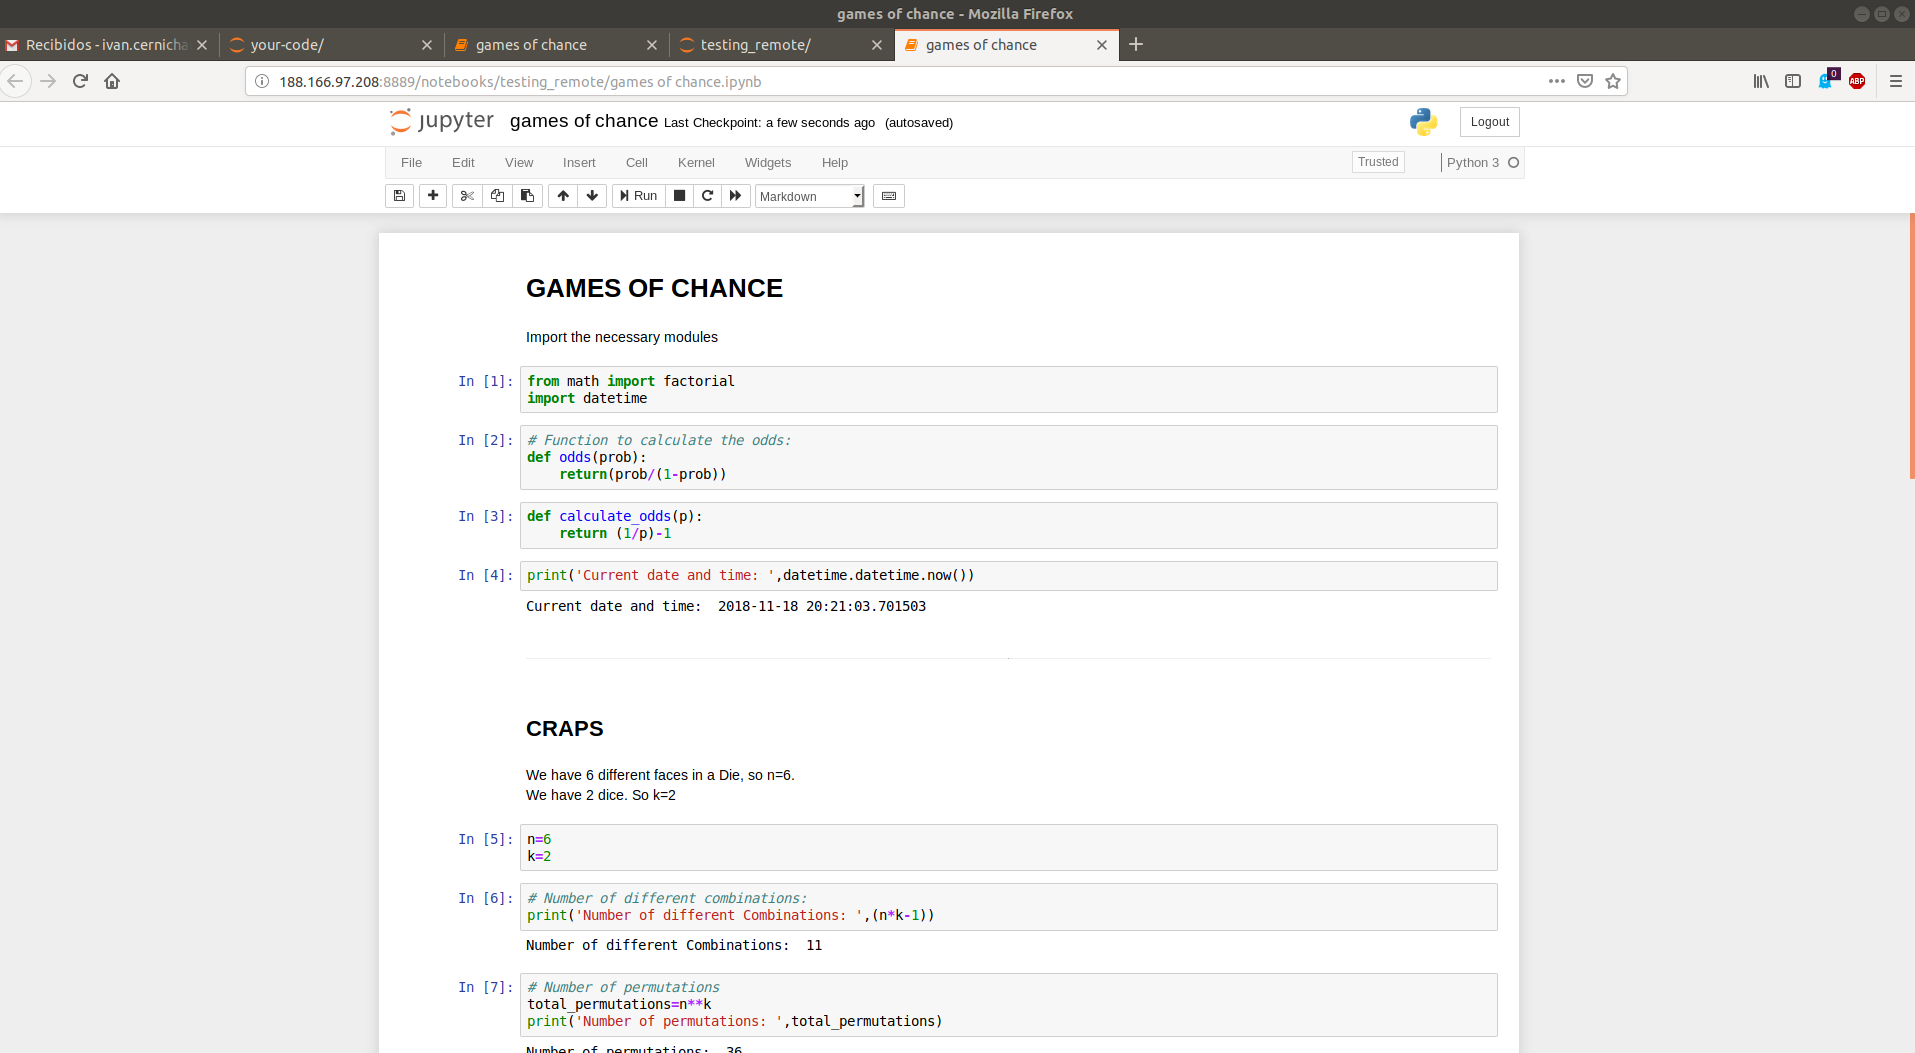 games of chance - Mozilla Firefox
Recibidos - ivan.cernicha
your-code/
games of chance
testing_remote/
games of chance
188.166.97.208:8889/notebooks/testing_remote/games of chance.ipynb
0
ABP
jupyter games of chance Last Checkpoint: a few seconds ago (autosaved)
Logout
File Edit View Insert Cell Kernel Widgets Help
Trusted
Python 3
Run
Markdown
GAMES OF CHANCE
Import the necessary modules
In [1]: from math import factorial
import datetime
In [2]: # Function to calculate the odds:
def odds(prob):
    return(prob/(1-prob))
In [3]: def calculate_odds(p):
    return (1/p)-1
In [4]: print('Current date and time: ',datetime.datetime.now())
Current date and time:  2018-11-18 20:21:03.701503
CRAPS
We have 6 different faces in a Die, so n=6.
We have 2 dice. So k=2
In [5]: n=6
k=2
In [6]: # Number of different combinations:
print('Number of different Combinations: ',(n*k-1))
Number of different Combinations:  11
In [7]: # Number of permutations
total_permutations=n**k
print('Number of permutations: ',total_permutations)
Number of permutations:  36